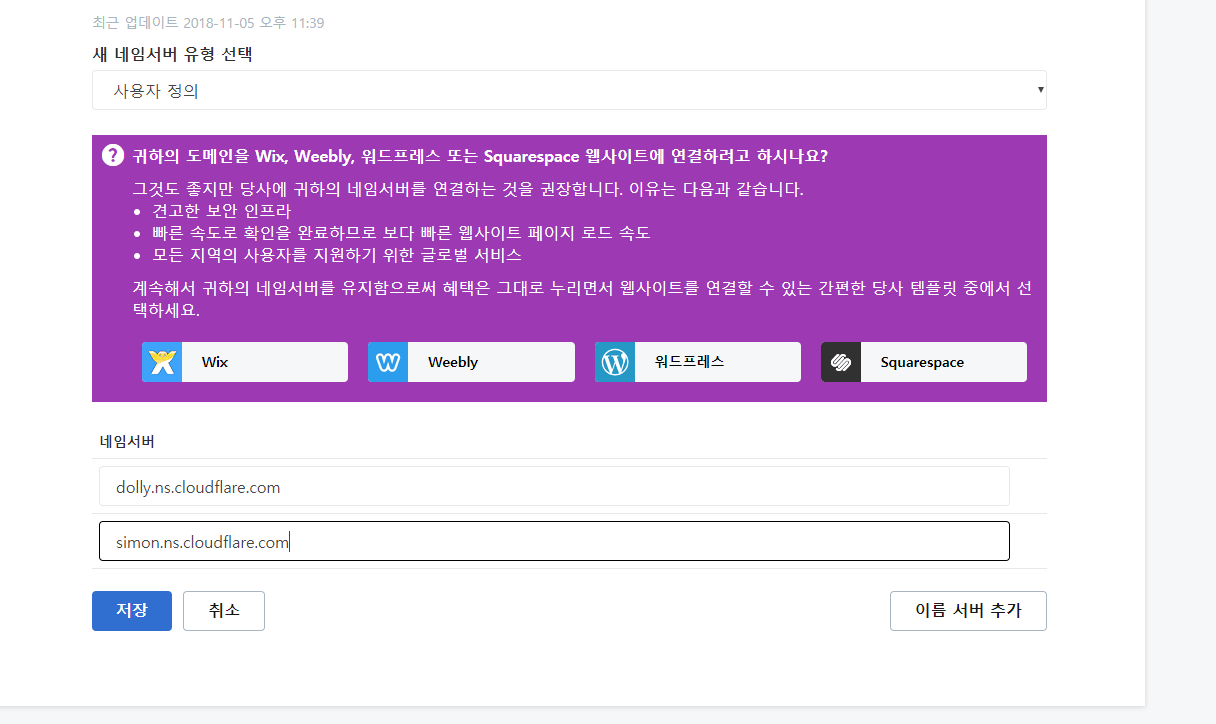 최근 업데이트 2018-11-05 오후 11:39
새 네임서버 유형 선택
사용자 정의
귀하의 도메인을 Wix, Weebly, 워드프레스 또는 Squarespace 웹사이트에 연결하려고 하시나요?
그것도 좋지만 당사에 귀하의 네임서버를 연결하는 것을 권장합니다. 이유는 다음과 같습니다.
• 견고한 보안 인프라
• 빠른 속도로 확인을 완료하므로 보다 빠른 웹사이트 페이지 로드 속도
• 모든 지역의 사용자를 지원하기 위한 글로벌 서비스
계속해서 귀하의 네임서버를 유지함으로써 혜택은 그대로 누리면서 웹사이트를 연결할 수 있는 간편한 당사 템플릿 중에서 선
택하세요.
Wix Weebly 워드프레스 Squarespace
네임서버
dolly.ns.cloudflare.com
simon.ns.cloudflare.com
저장 취소 이름 서버 추가